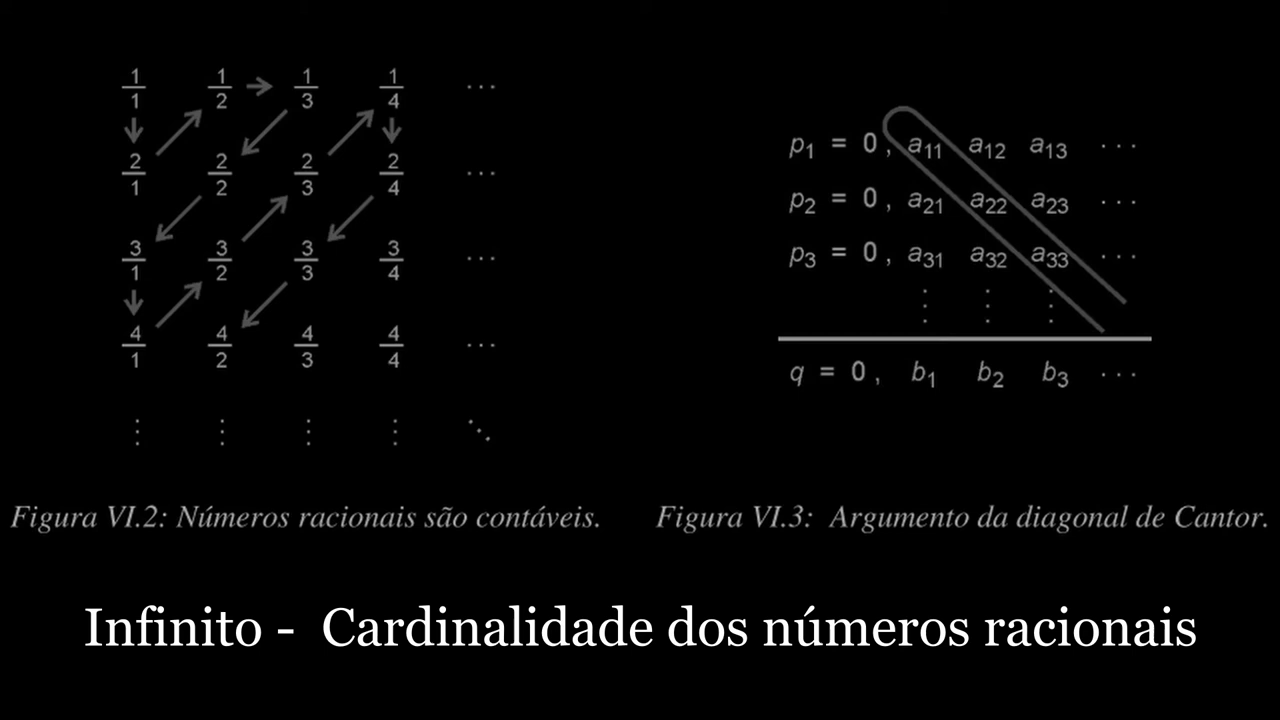 1/1 1/2 → 1/3 1/4 ...
2/1 2/2 2/3 2/4 ...
3/1 3/2 3/3 3/4 ...
4/1 4/2 4/3 4/4 ...
⋮ ⋮ ⋮ ⋮ ⋱
Figura VI.2: Números racionais são contáveis.
p₁ = 0 , a₁₁ a₁₂ a₁₃ ...
p₂ = 0 , a₂₁ a₂₂ a₂₃ ...
p₃ = 0 , a₃₁ a₃₂ a₃₃ ...
⋮ ⋮ ⋮
q = 0 , b₁ b₂ b₃ ...
Figura VI.3: Argumento da diagonal de Cantor.
Infinito - Cardinalidade dos números racionais